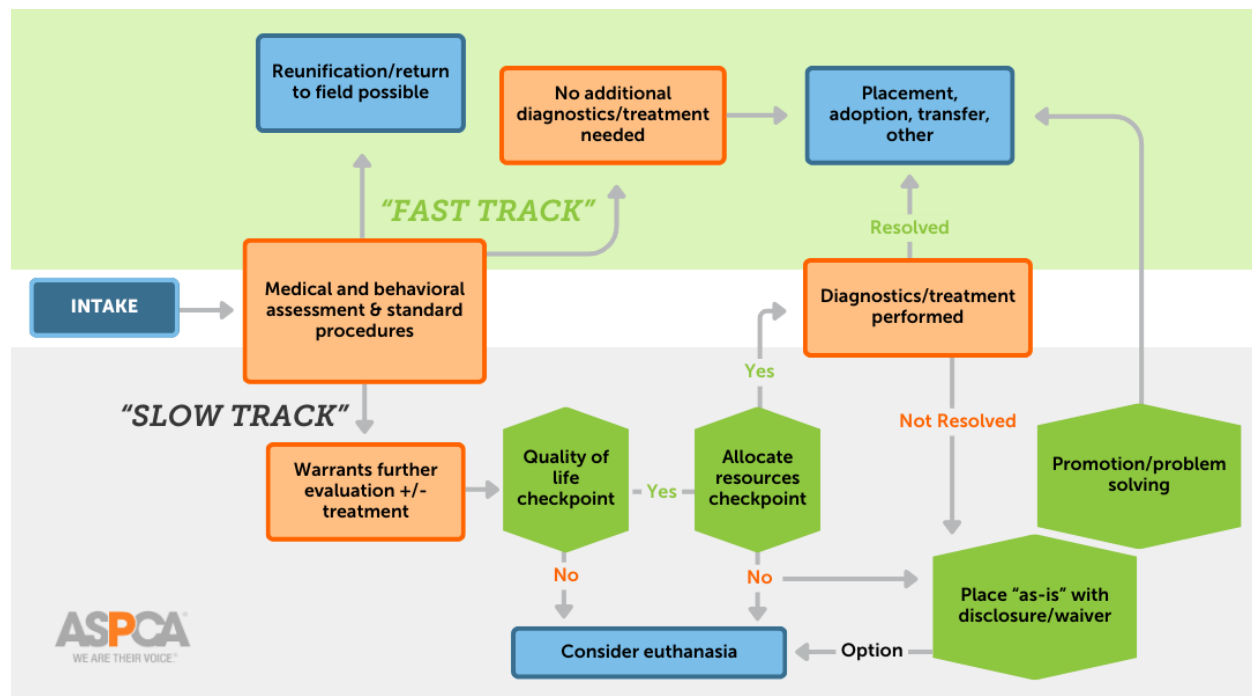 Reunification/return
to field possible
No additional
diagnostics/treatment
needed
Placement,
adoption, transfer,
other
“FAST TRACK”
Resolved
INTAKE
Medical and behavioral
assessment & standard
procedures
Diagnostics/treatment
performed
Yes
“SLOW TRACK”
Not Resolved
Warrants further
evaluation +/-
treatment
Quality of
life
checkpoint
Yes
Allocate
resources
checkpoint
Promotion/problem
solving
No
No
Place “as-is” with
disclosure/waiver
ASPCA®
WE ARE THEIR VOICE®
Consider euthanasia
Option